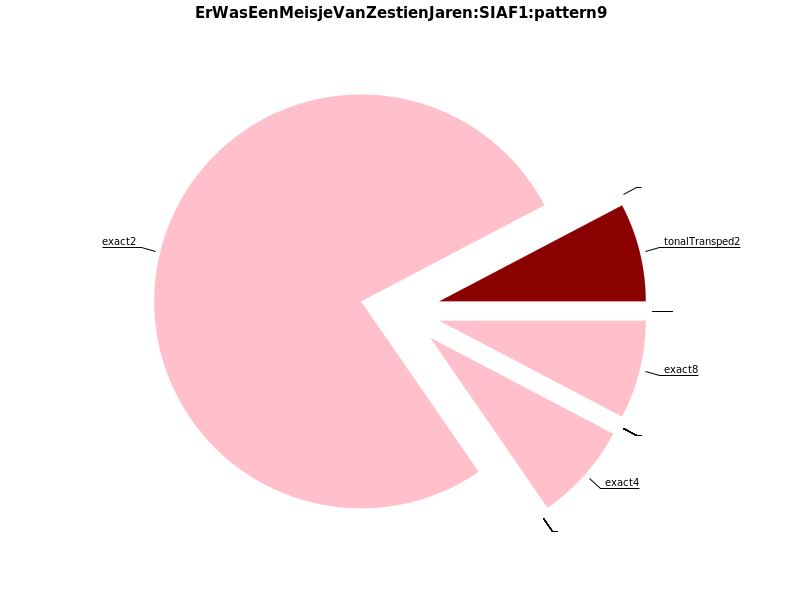 ErWasEenMeisjeVanZestienJaren:SIAF1:pattern9
exact2
tonalTransped2
exact8
exact4